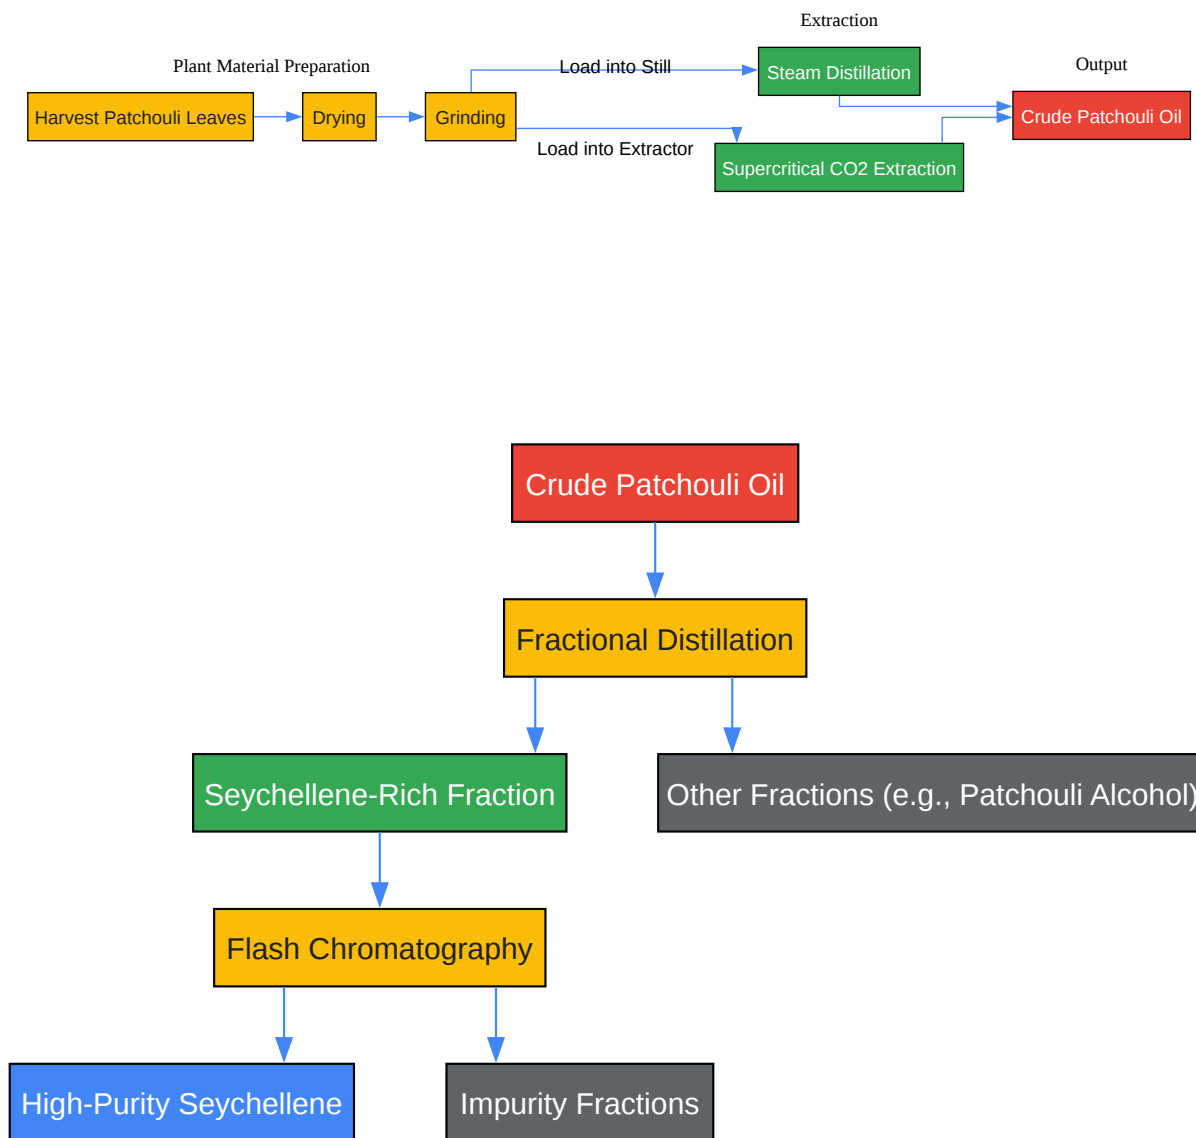 Extraction
Plant Material Preparation
Load into Still
Steam Distillation
Output
Harvest Patchouli Leaves
Drying
Grinding
Crude Patchouli Oil
Load into Extractor
Supercritical CO2 Extraction
Crude Patchouli Oil
Fractional Distillation
Seychellene-Rich Fraction
Other Fractions (e.g., Patchouli Alcohol)
Flash Chromatography
High-Purity Seychellene
Impurity Fractions